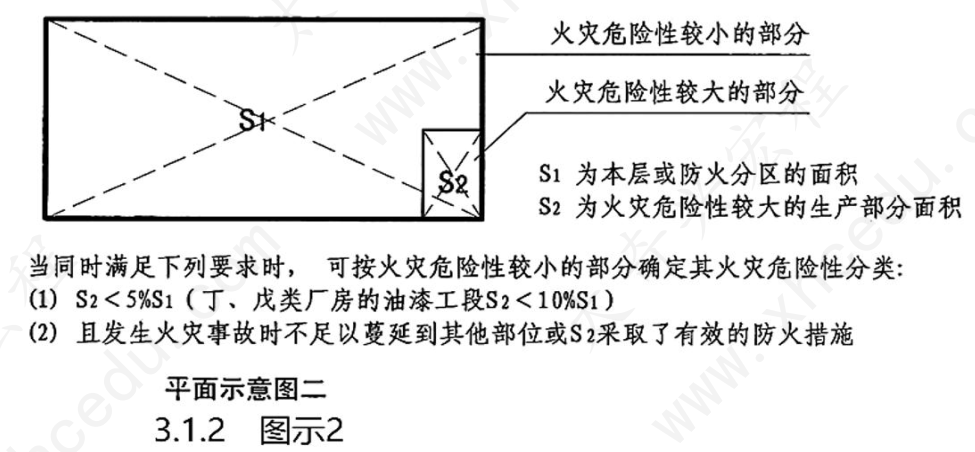 火灾危险性较小的部分
火灾危险性较大的部分
S1
S2
S1 为本层或防火分区的面积
S2 为火灾危险性较大的生产部分面积
当同时满足下列要求时， 可按火灾危险性较小的部分确定其火灾危险性分类:
(1) S2＜5%S1（丁、戊类厂房的油漆工段S2＜10%S1）
(2) 且发生火灾事故时不足以蔓延到其他部位或S2采取了有效的防火措施
平面示意图二
3.1.2 图示2